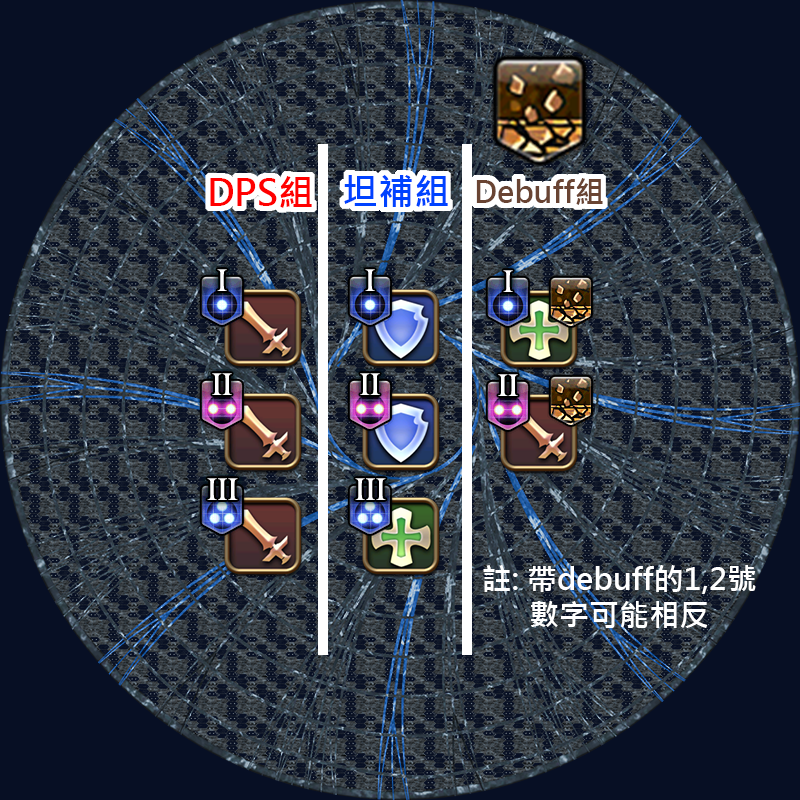 DPS組 坦補組 Debuff組
I I I
II II II
III III
註: 帶debuff的1,2號
數字可能相反